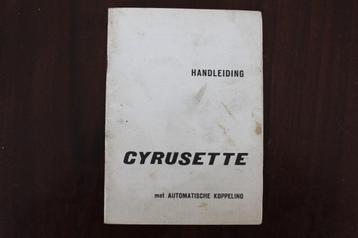 HANDLEIDING
CYRUSETTE
met AUTOMATISCHE KOPPELING